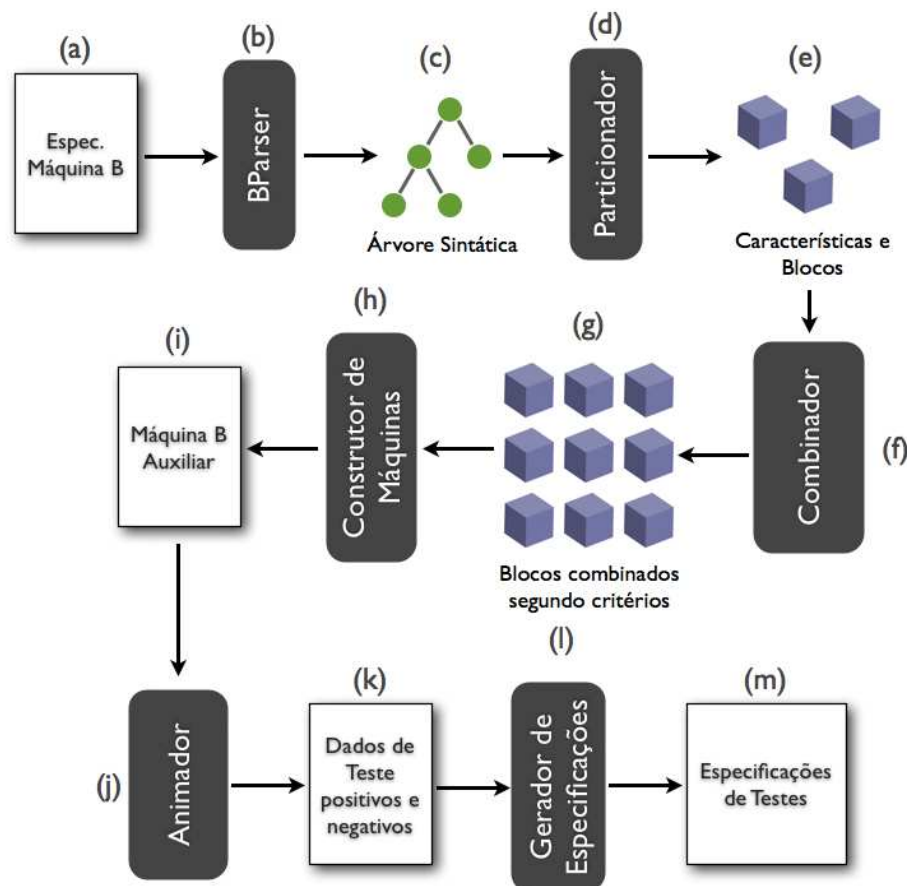 (a)
Espec.
Máquina B
(b)
BParser
(c)
Árvore Sintática
(d)
Particionador
(e)
Características e
Blocos
(f)
Combinador
(g)
Blocos combinados
segundo critérios
(h)
Construtor de
Máquinas
(i)
Máquina B
Auxiliar
(j)
Animador
(k)
Dados de
Teste
positivos e
negativos
(l)
Gerador de
Especificações
(m)
Especificações
de Testes